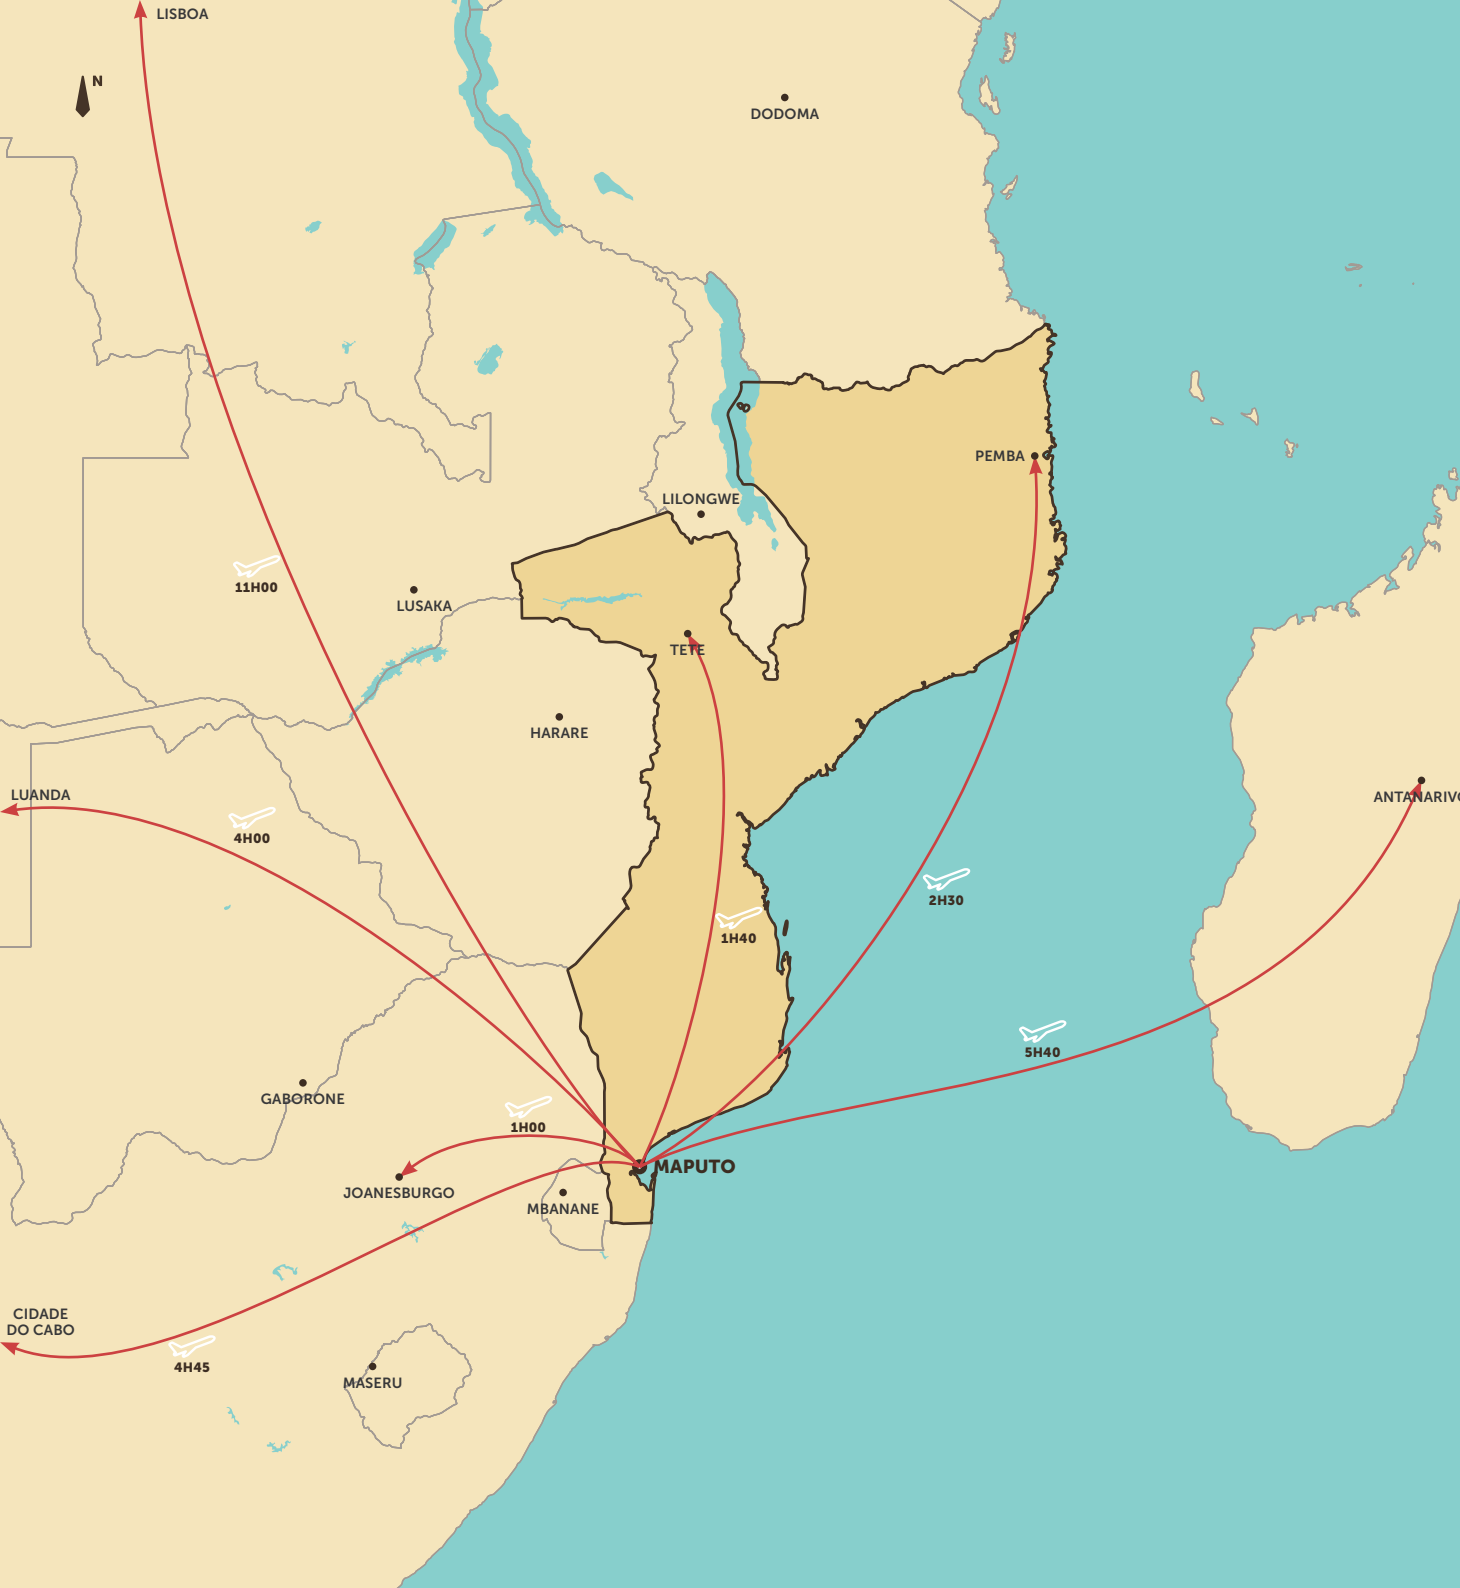 LISBOA
N
DODOMA
PEMBA
LILONGWE
11H00
LUSAKA
TETE
HARARE
LUANDA
4H00
ANTANARIVO
2H30
1H40
5H40
GABORONE
1H00
MAPUTO
JOANESBURGO
MBANANE
CIDADE
DO CABO
4H45
MASERU